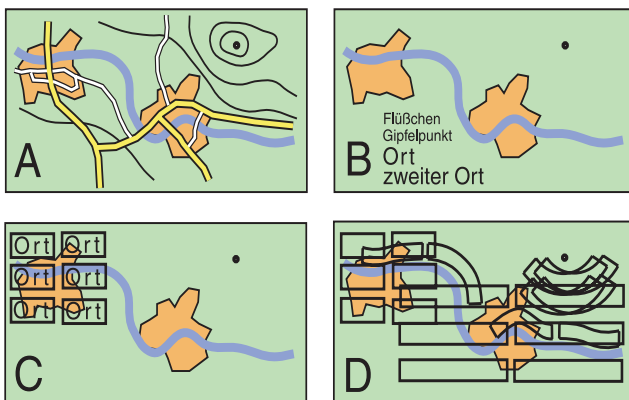 A
Flüßchen
Gipfelpunkt
Ort
zweiter Ort
B
Ort Ort
Ort Ort
Ort Ort
C
D